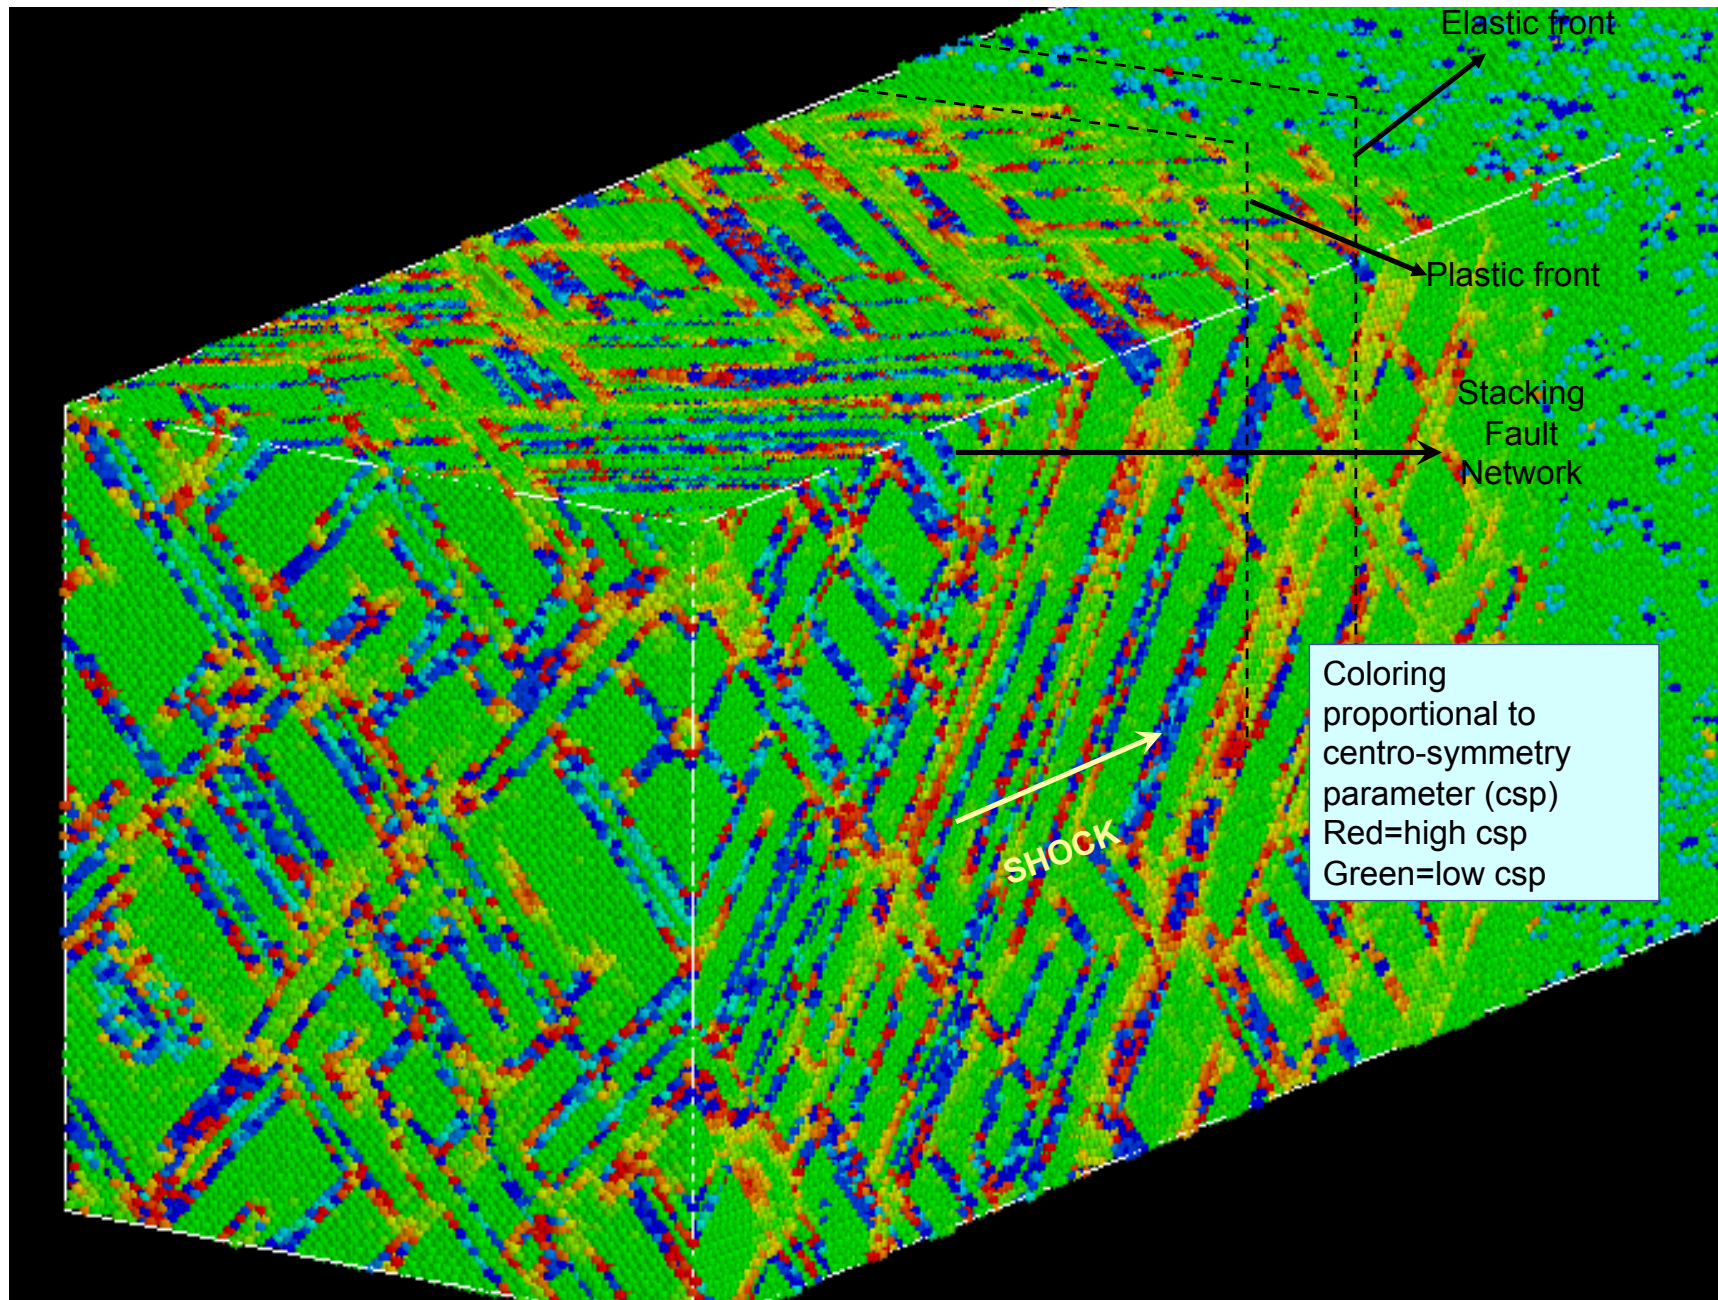 Elastic front
Plastic front
Stacking
Fault
Network
SHOCK
Coloring
proportional to
centro-symmetry
parameter (csp)
Red=high csp
Green=low csp